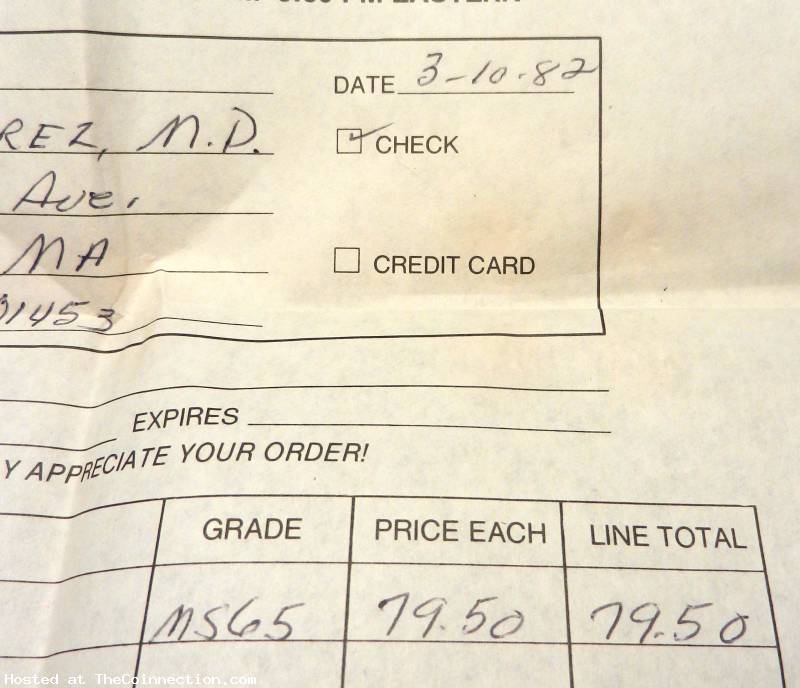 DATE 3-10-82
REZ, M.D.
CHECK
Ave.
MA
CREDIT CARD
01453
EXPIRES
Y APPRECIATE YOUR ORDER!
GRADE PRICE EACH LINE TOTAL
MS65 79.50 79.50
Hosted at TheCoinnection.com